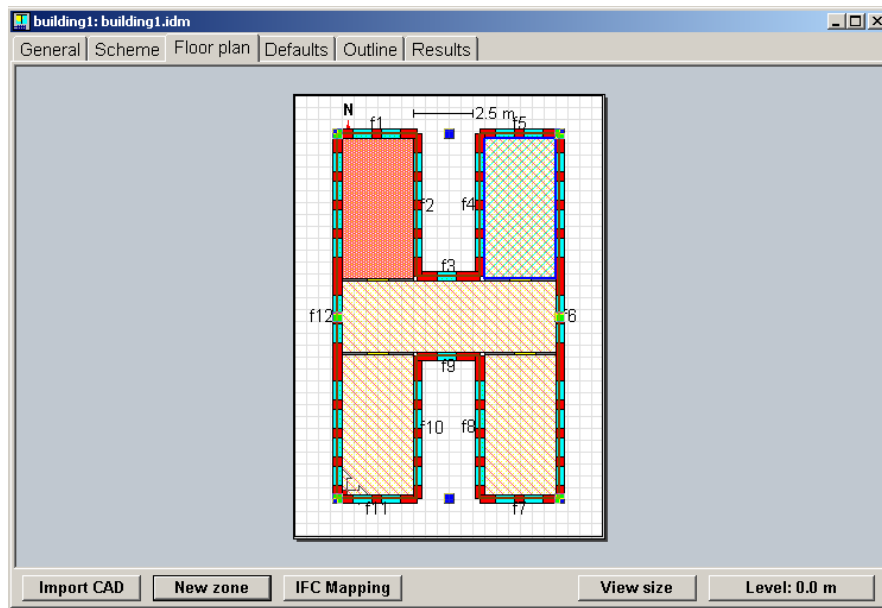 building1: building1.idm
General Scheme Floor plan Defaults Outline Results
N
2.5 m
f1 f5
f2 f4
f3
f12 f6
f9
f10 f8
f11 f7
Import CAD New zone IFC Mapping View size Level: 0.0 m